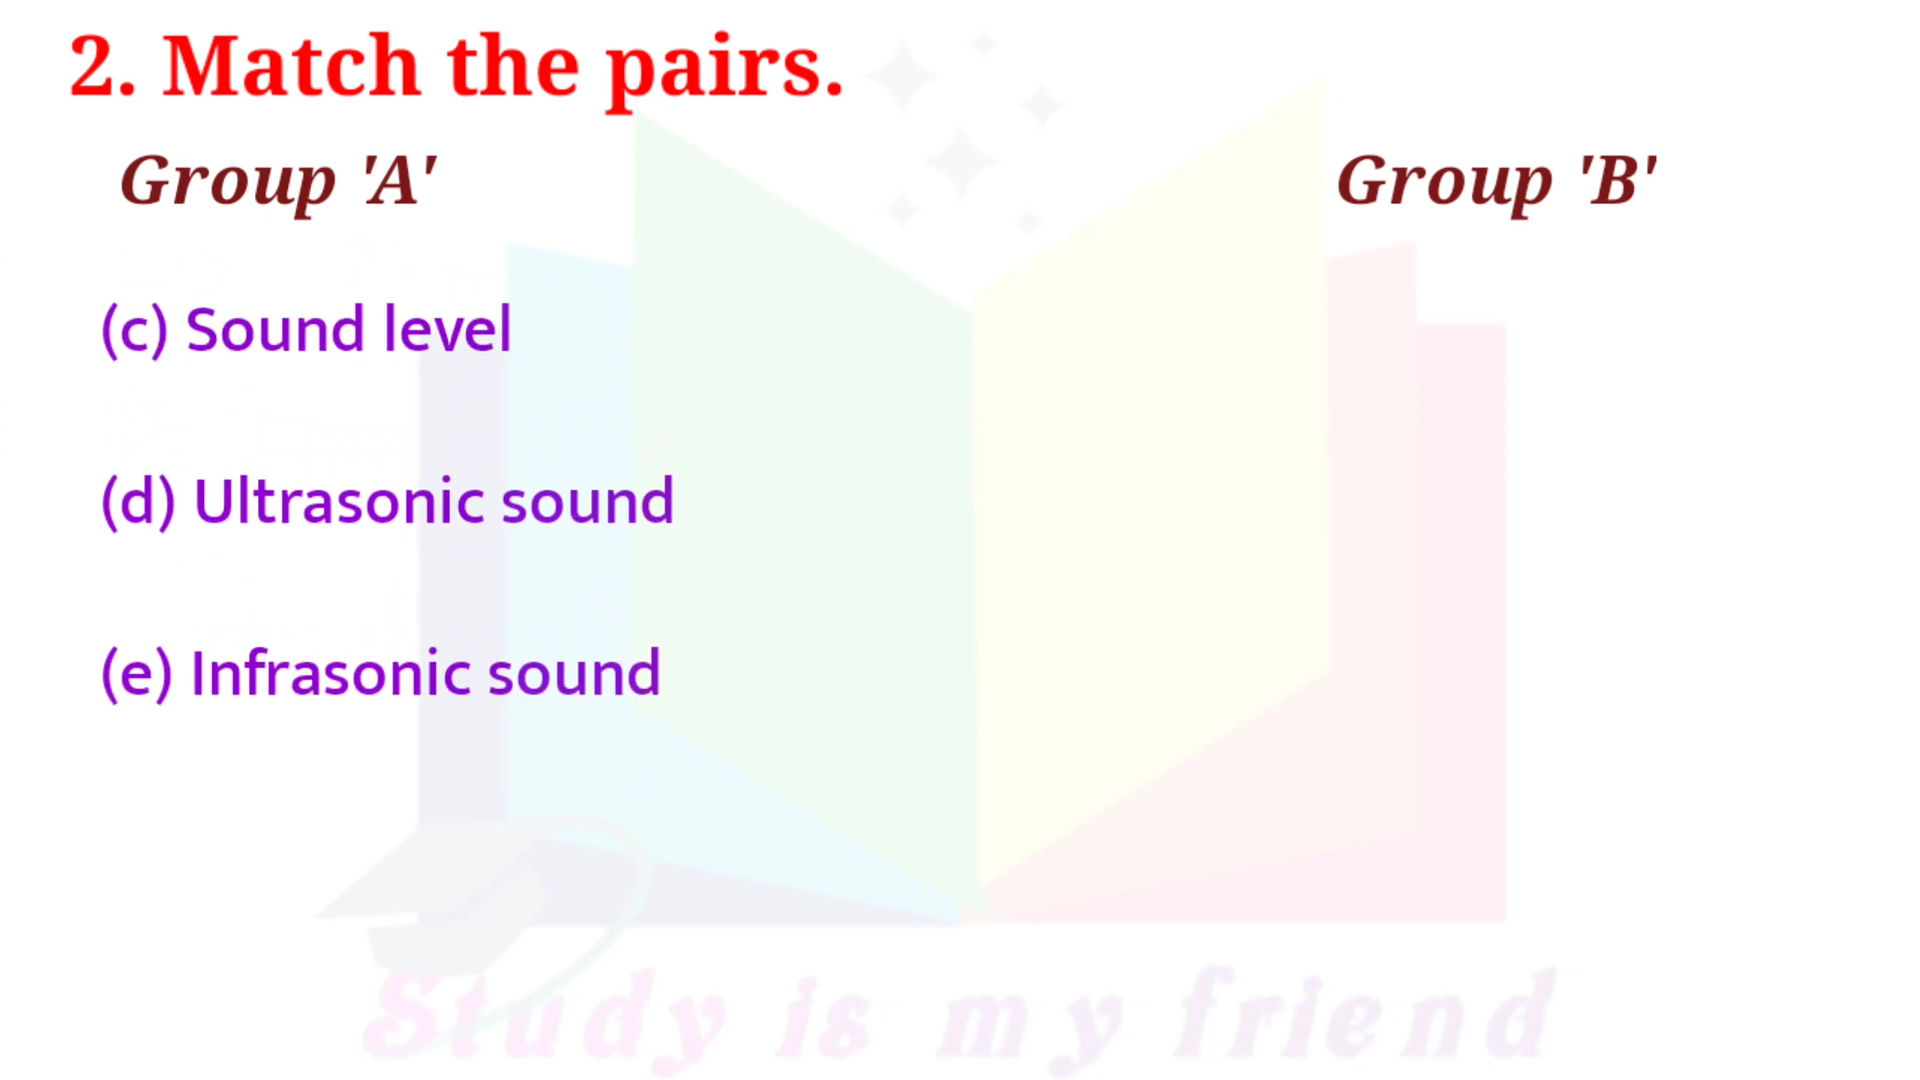 2. Match the pairs.
Group 'A' Group 'B'
(c) Sound level
(d) Ultrasonic sound
(e) Infrasonic sound
Study is my friend